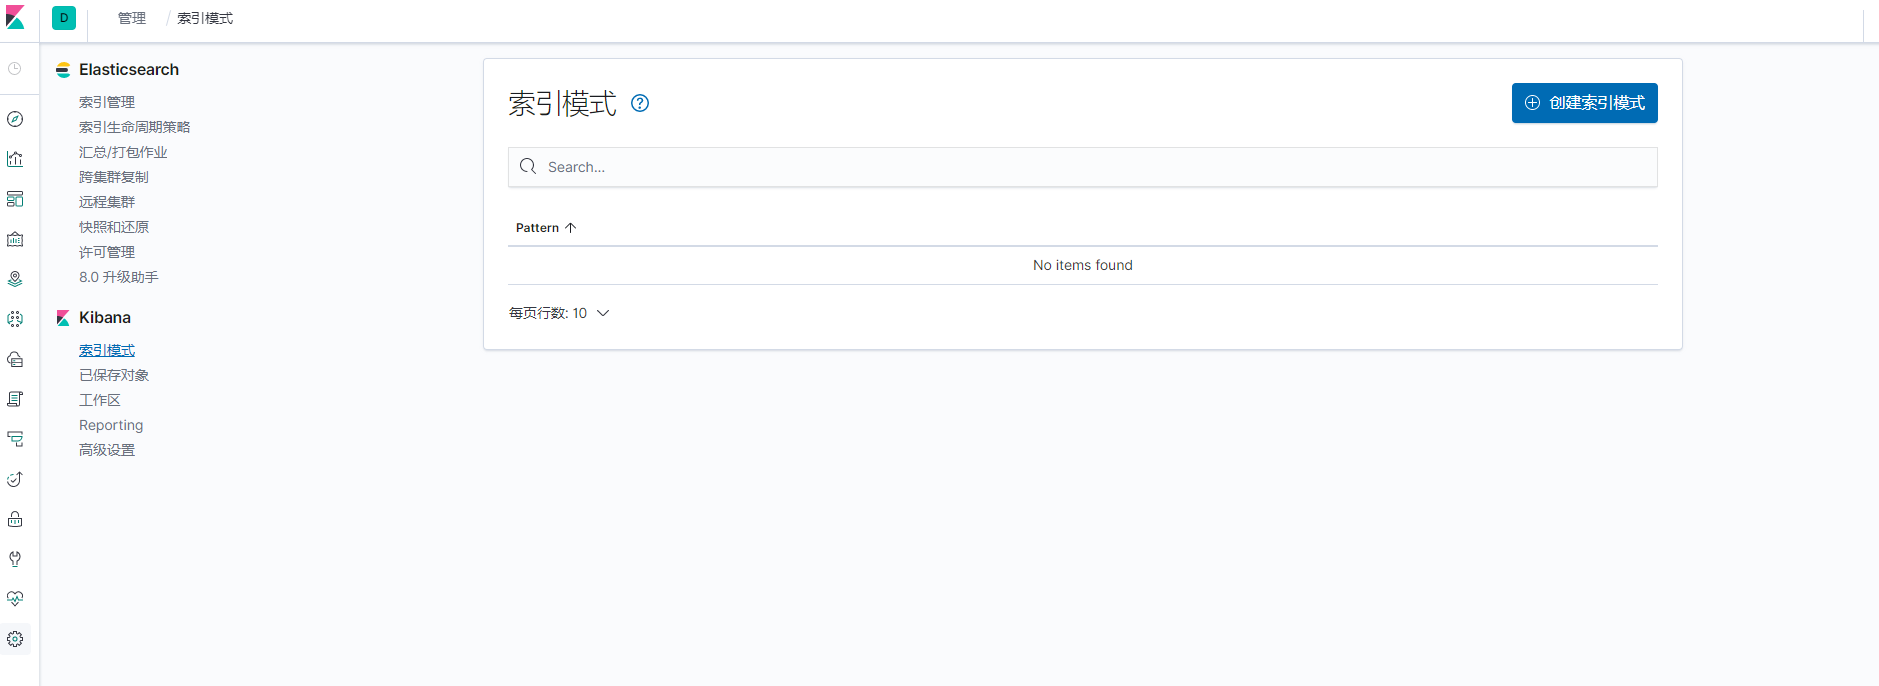 D 管理 / 索引模式
Elasticsearch
索引管理
索引生命周期策略
汇总/打包作业
跨集群复制
远程集群
快照和还原
许可管理
8.0 升级助手
Kibana
索引模式
已保存对象
工作区
Reporting
高级设置
索引模式
创建索引模式
Search...
Pattern
No items found
每页行数: 10